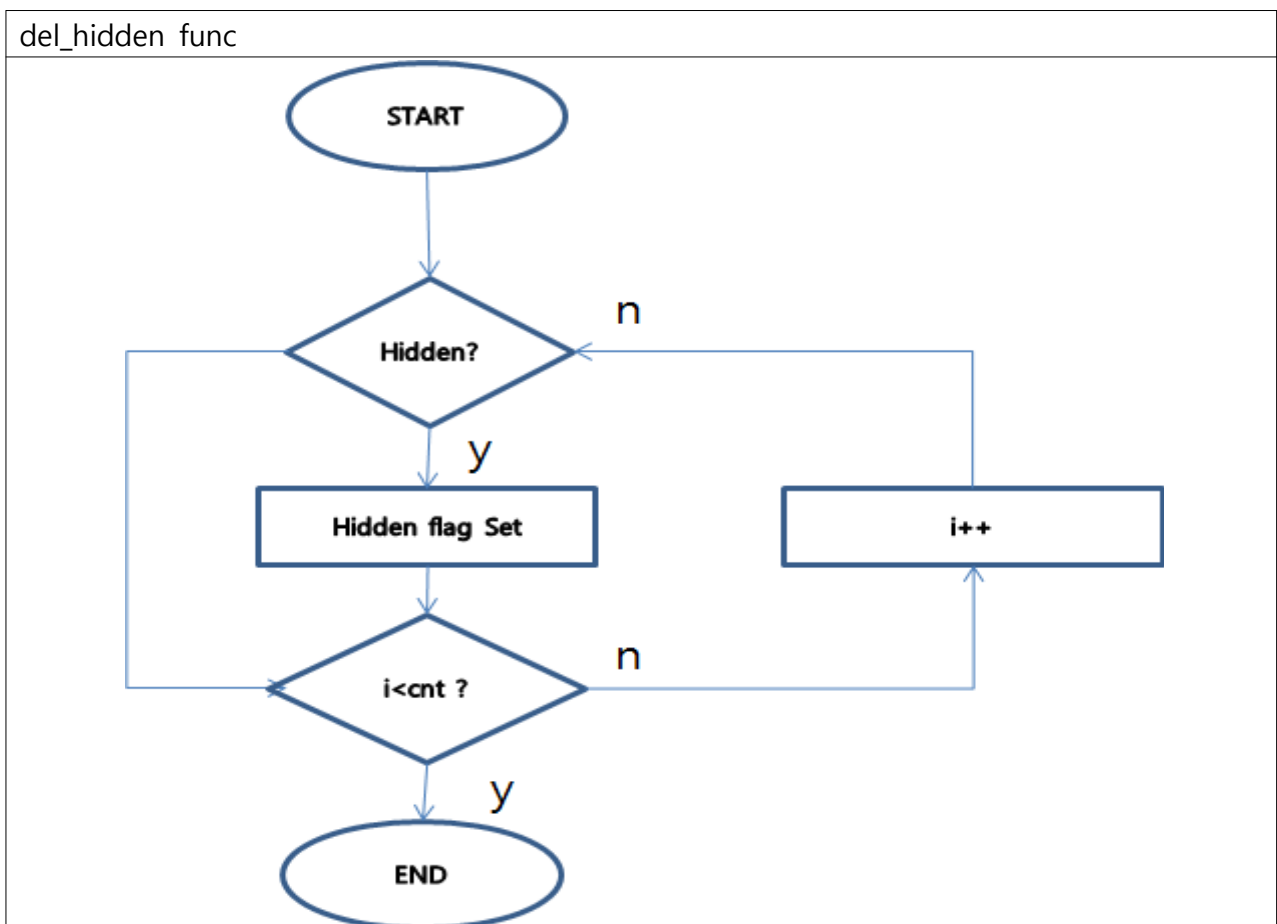 del_hidden func
START
Hidden?
n
y
Hidden flag Set
i++
i<cnt ?
n
y
END